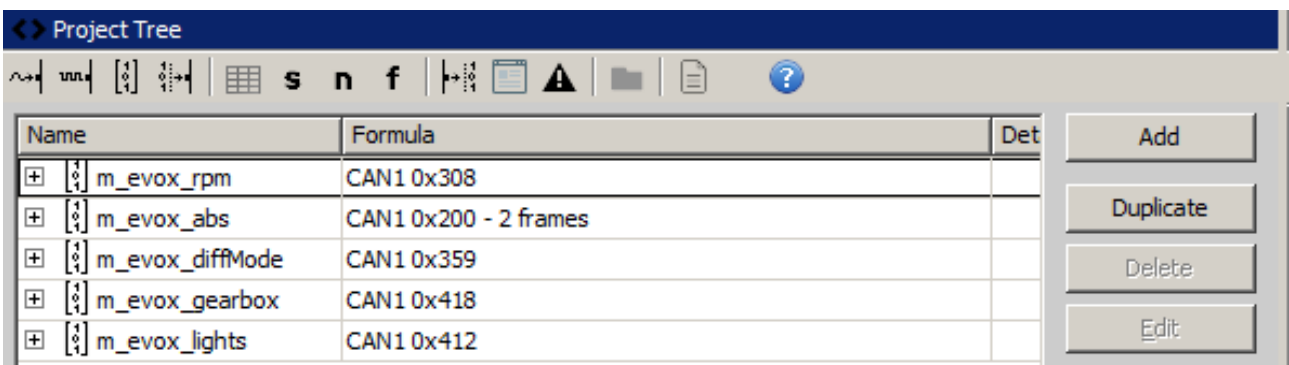 Project Tree
s n f ?
Name Formula Det Add
m_evox_rpm CAN1 0x308
Duplicate
m_evox_abs CAN1 0x200 - 2 frames
m_evox_diffMode CAN1 0x359
Delete
m_evox_gearbox CAN1 0x418
Edit
m_evox_lights CAN1 0x412